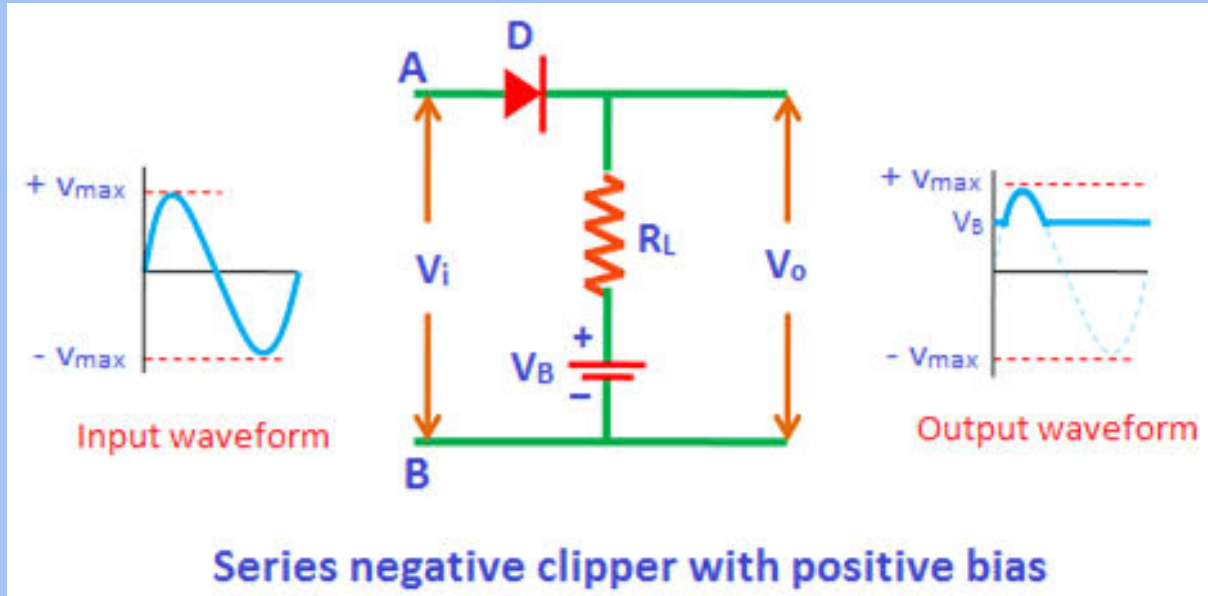 D
A
+ Vmax
- Vmax
Input waveform
Vi
RL
+
VB
−
B
Vo
+ Vmax
VB
- Vmax
Output waveform
Series negative clipper with positive bias